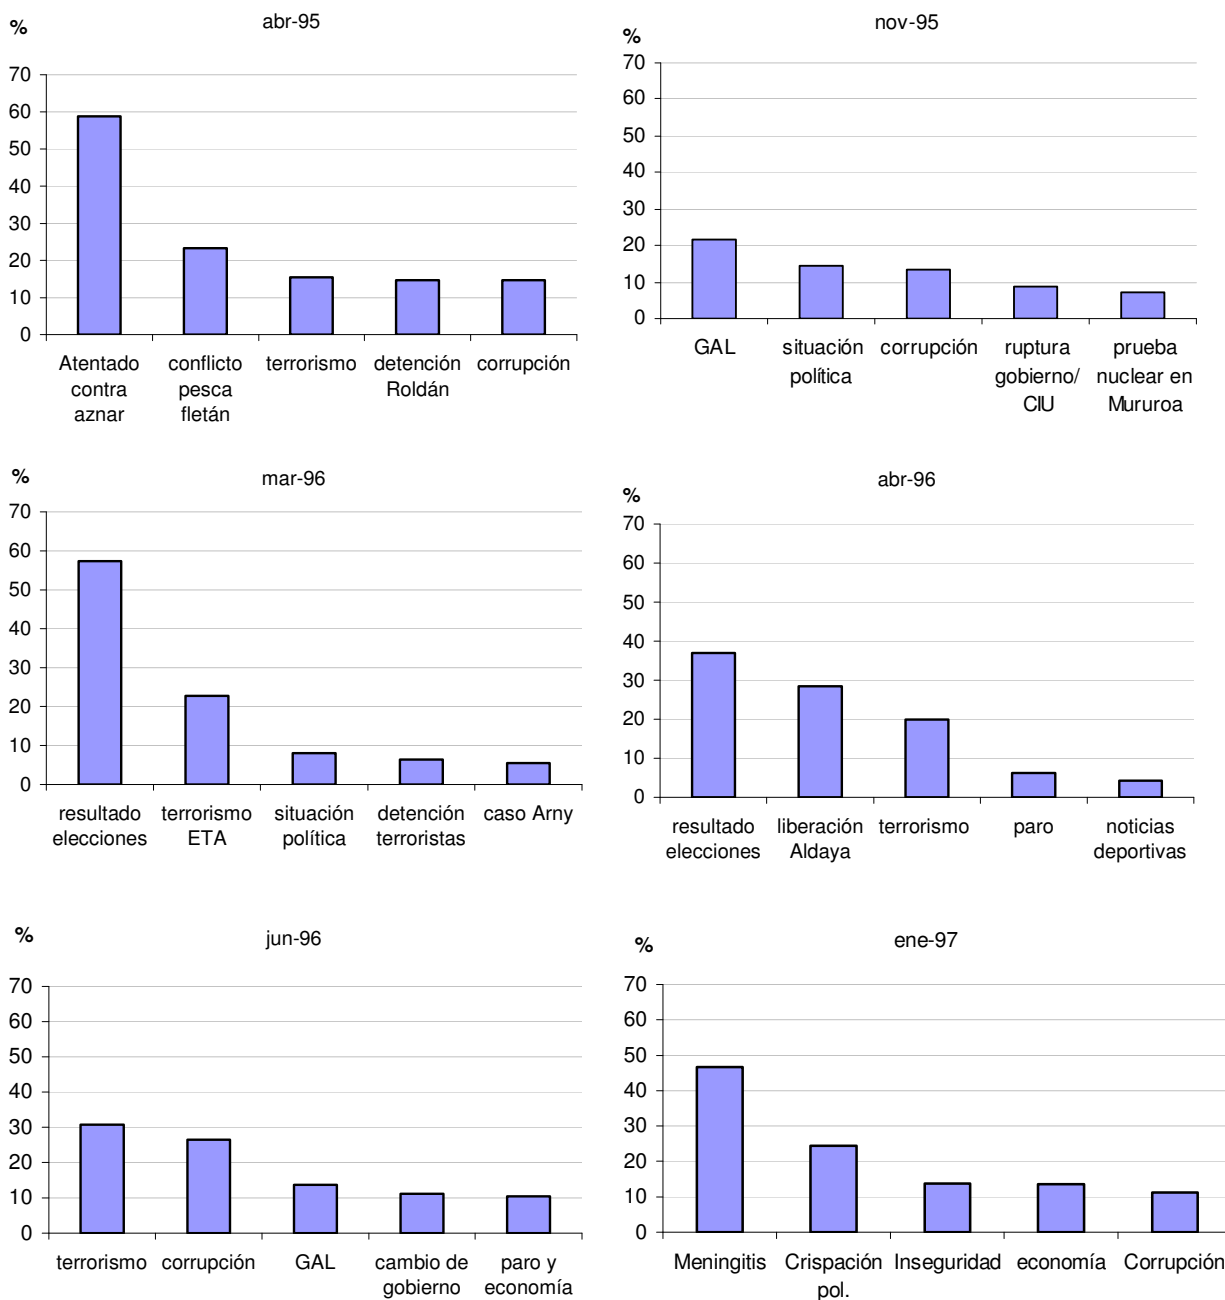 abr-95
%
70
60
50
40
30
20
10
0
Atentado contra aznar
conflicto pesca fletán
terrorismo
detención Roldán
corrupción
nov-95
%
70
60
50
40
30
20
10
0
GAL
situación política
corrupción
ruptura gobierno/ CIU
prueba nuclear en Mururoa
mar-96
%
70
60
50
40
30
20
10
0
resultado elecciones
terrorismo ETA
situación política
detención terroristas
caso Arny
abr-96
%
70
60
50
40
30
20
10
0
resultado elecciones
liberación Aldaya
terrorismo
paro
noticias deportivas
jun-96
%
70
60
50
40
30
20
10
0
terrorismo
corrupción
GAL
cambio de gobierno
paro y economía
ene-97
%
70
60
50
40
30
20
10
0
Meningitis
Crispación pol.
Inseguridad
economía
Corrupción